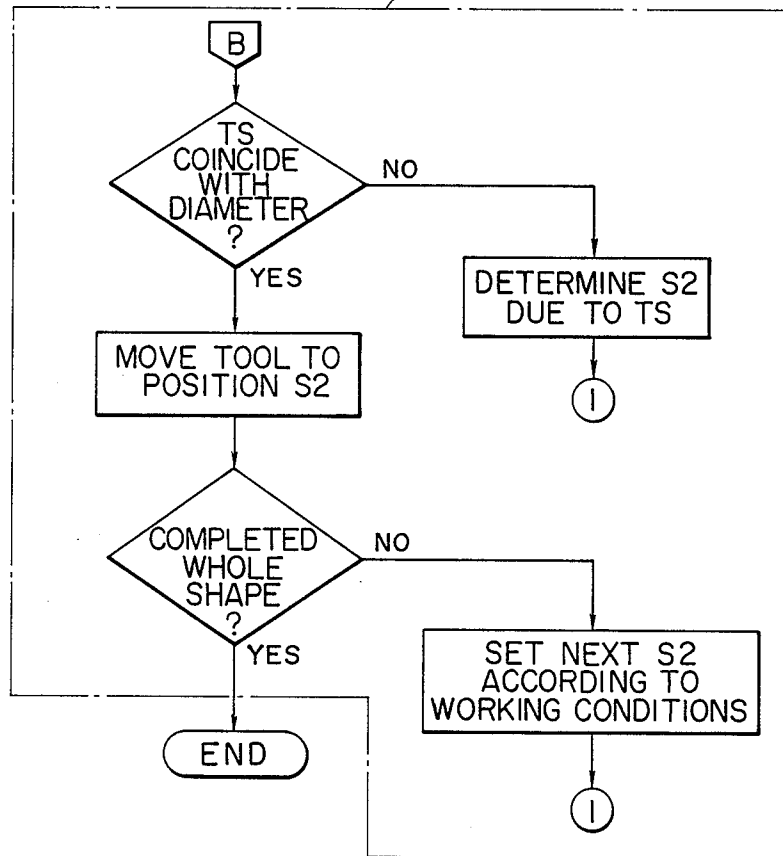 B
TS
COINCIDE
WITH
DIAMETER
?
NO
YES
DETERMINE S2
DUE TO TS
I
MOVE TOOL TO
POSITION S2
COMPLETED
WHOLE
SHAPE
?
NO
YES
SET NEXT S2
ACCORDING TO
WORKING CONDITIONS
I
END